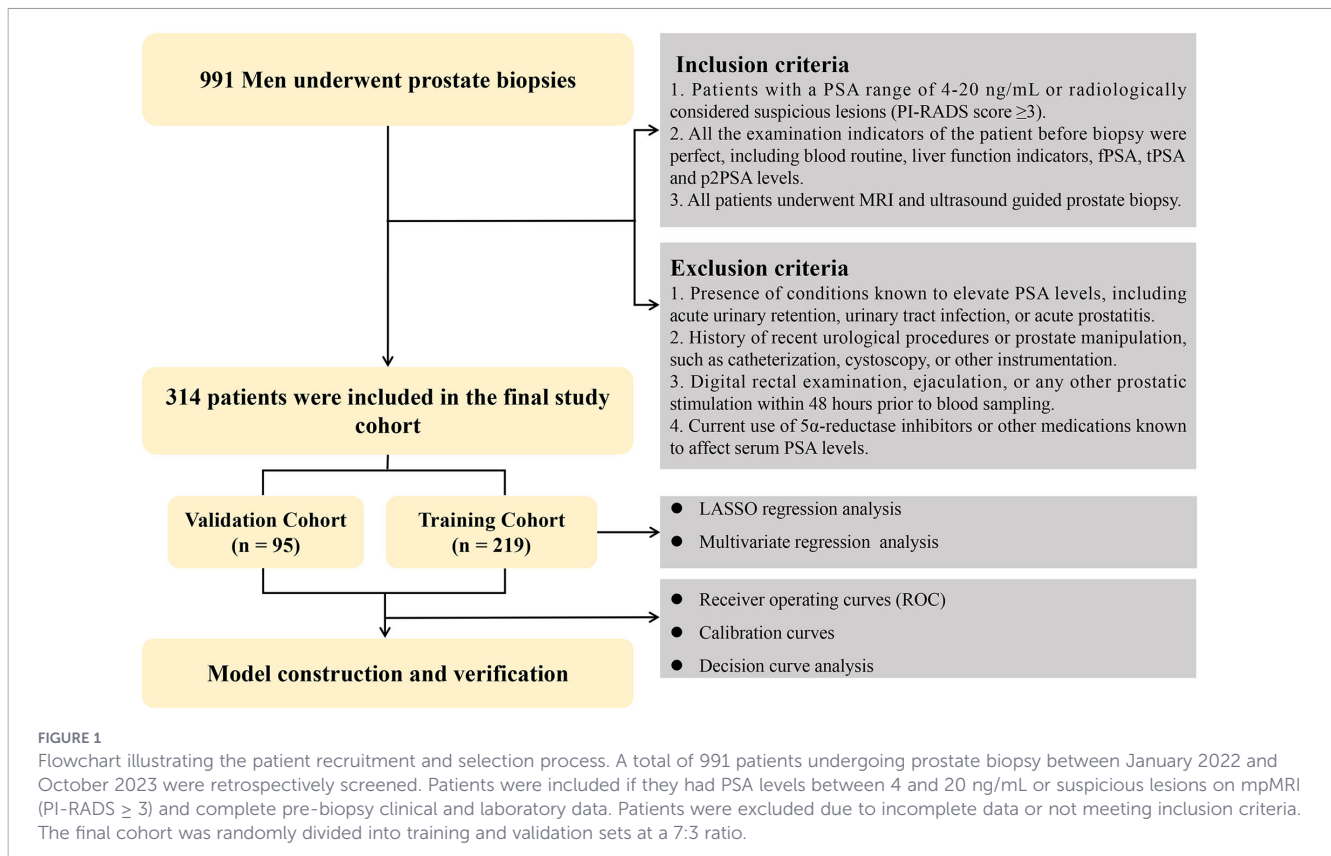 991 Men underwent prostate biopsies
Inclusion criteria
1. Patients with a PSA range of 4-20 ng/mL or radiologically
considered suspicious lesions (PI-RADS score ≥3).
2. All the examination indicators of the patient before biopsy were
perfect, including blood routine, liver function indicators, fPSA, tPSA
and p2PSA levels.
3. All patients underwent MRI and ultrasound guided prostate biopsy.
Exclusion criteria
1. Presence of conditions known to elevate PSA levels, including
acute urinary retention, urinary tract infection, or acute prostatitis.
2. History of recent urological procedures or prostate manipulation,
such as catheterization, cystoscopy, or other instrumentation.
3. Digital rectal examination, ejaculation, or any other prostatic
stimulation within 48 hours prior to blood sampling.
4. Current use of 5α-reductase inhibitors or other medications known
to affect serum PSA levels.
314 patients were included in the final study
cohort
Validation Cohort
(n = 95)
Training Cohort
(n = 219)
● LASSO regression analysis
● Multivariate regression analysis
● Receiver operating curves (ROC)
● Calibration curves
● Decision curve analysis
Model construction and verification
FIGURE 1
Flowchart illustrating the patient recruitment and selection process. A total of 991 patients undergoing prostate biopsy between January 2022 and
October 2023 were retrospectively screened. Patients were included if they had PSA levels between 4 and 20 ng/mL or suspicious lesions on mpMRI
(PI-RADS ≥ 3) and complete pre-biopsy clinical and laboratory data. Patients were excluded due to incomplete data or not meeting inclusion criteria.
The final cohort was randomly divided into training and validation sets at a 7:3 ratio.